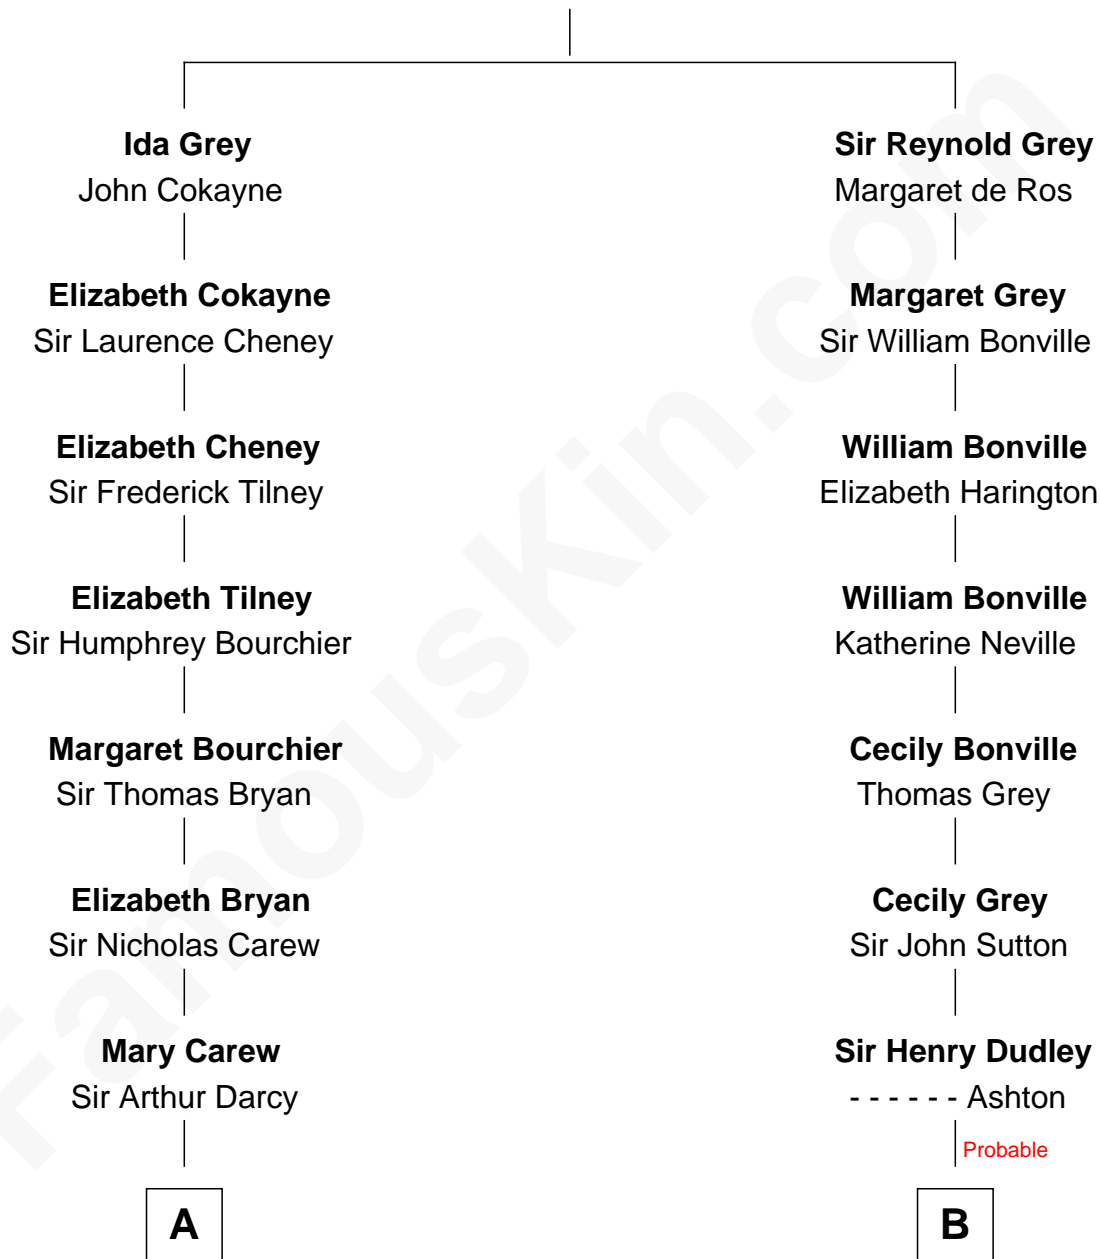 Ida Grey
John Cokayne
Sir Reynold Grey
Margaret de Ros
Elizabeth Cokayne
Sir Laurence Cheney
Margaret Grey
Sir William Bonville
Elizabeth Cheney
Sir Frederick Tilney
William Bonville
Elizabeth Harington
Elizabeth Tilney
Sir Humphrey Bourchier
William Bonville
Katherine Neville
Margaret Bourchier
Sir Thomas Bryan
Cecily Bonville
Thomas Grey
Elizabeth Bryan
Sir Nicholas Carew
Cecily Grey
Sir John Sutton
Mary Carew
Sir Arthur Darcy
Sir Henry Dudley
- - - - - - Ashton
Probable
A
B
FamousKin.com